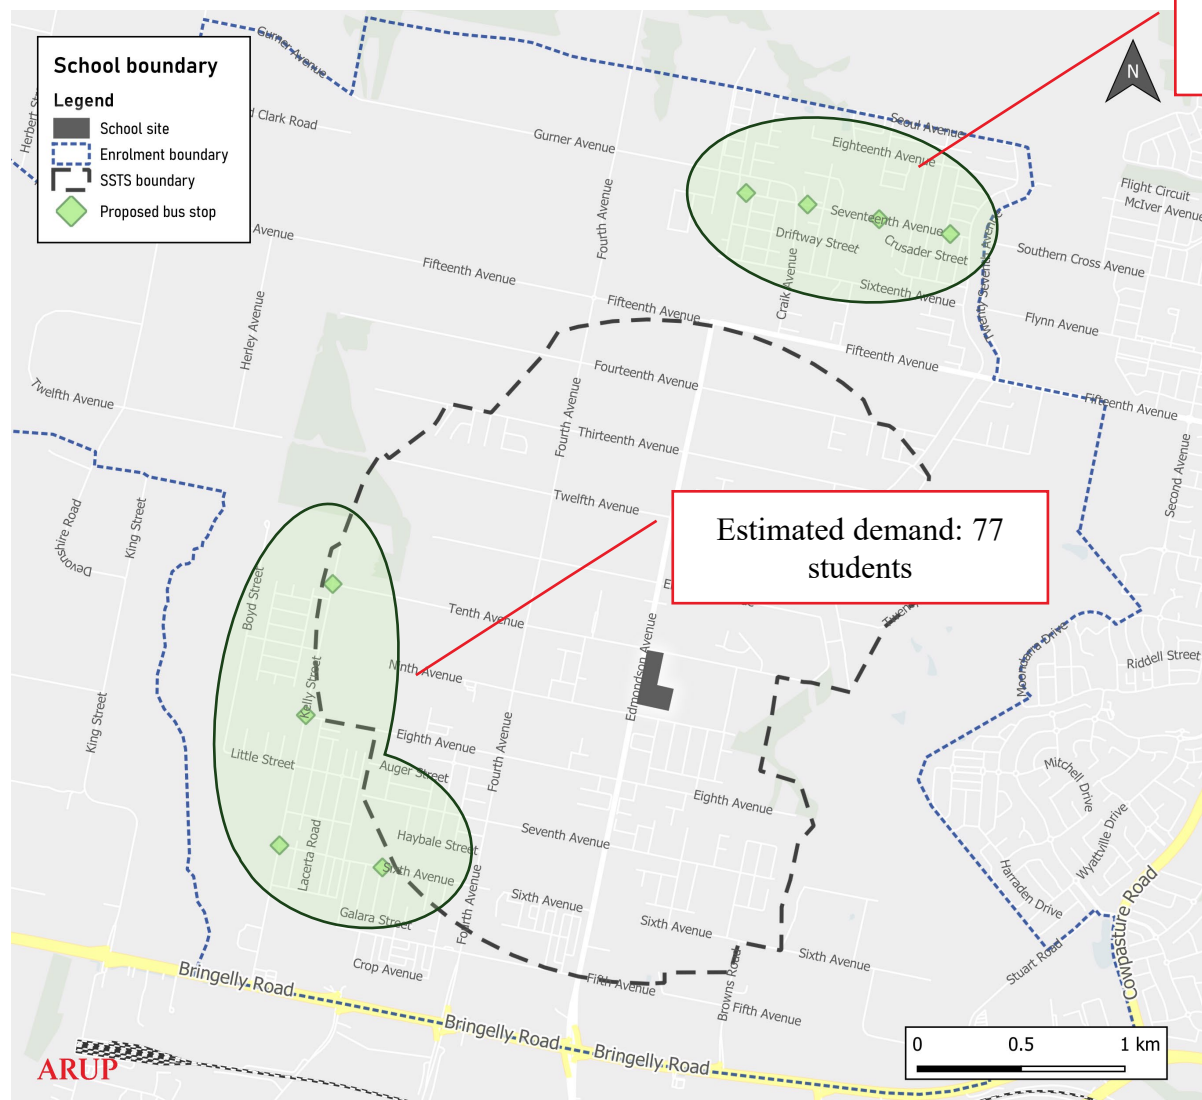 School boundary
Legend
School site
Enrolment boundary
SSTS boundary
Proposed bus stop
N
Gurner Avenue
Clark Road
Gurner Avenue
Seoul Avenue
Eighteenth Avenue
Flight Circuit
McIver Avenue
Fourth Avenue
Seventeenth Avenue
Driftway Street
Crusader Street
Southern Cross Avenue
Avenue
Fifteenth Avenue
Sixteenth Avenue
Craik Avenue
Twenty Seventh Avenue
Fifteenth Avenue
Flynn Avenue
Herley Avenue
Fifteenth Avenue
Fourteenth Avenue
Twelfth Avenue
Fourth Avenue
Fifteenth Avenue
Thirteenth Avenue
Second Avenue
Twelfth Avenue
Devonshire Road
King Street
Estimated demand: 77
students
Boyd Street
Tenth Avenue
Ninth Avenue
Edmondson Avenue
Moondarra Drive
Riddell Street
Kelly Street
King Street
Eighth Avenue
Fourth Avenue
Little Street
Auger Street
Mitchell Drive
Eighth Avenue
Wyattville Drive
Haybale Street
Seventh Avenue
Lacerta Road
Sixth Avenue
Harraden Drive
Sixth Avenue
Galara Street
Fourth Avenue
Sixth Avenue
Sixth Avenue
Stuart Road
Cowpasture Road
Crop Avenue
Fifth Avenue
Browns Road
Fifth Avenue
Bringelly Road
Bringelly Road
Bringelly Road
0 0.5 1 km
ARUP